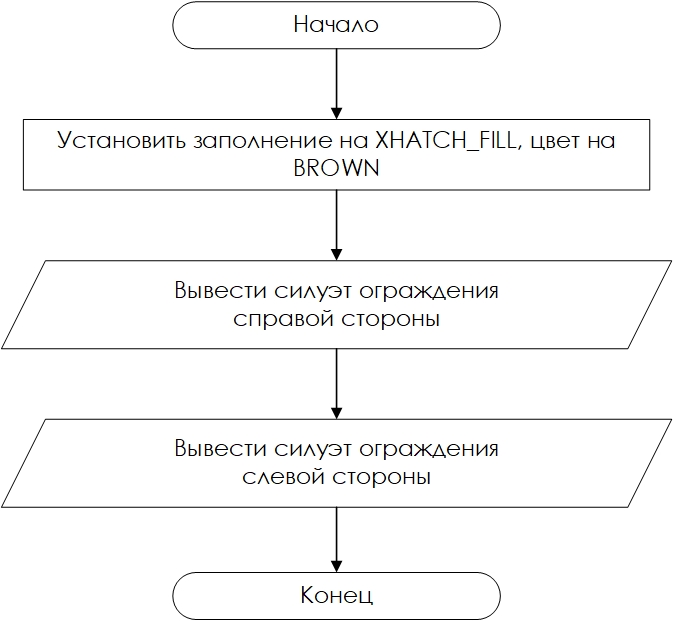 Начало
Установить заполнение на XHATCH_FILL, цвет на
BROWN
Вывести силуэт ограждения
справой стороны
Вывести силуэт ограждения
слевой стороны
Конец